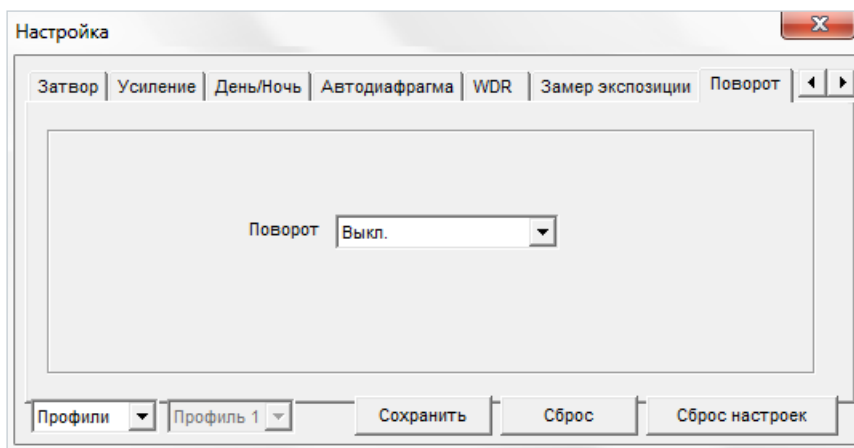 Настройка
Затвор Усиление День/Ночь Автодиафрагма WDR Замер экспозиции Поворот
Поворот Выкл.
Профили Профиль 1 Сохранить Сброс Сброс настроек